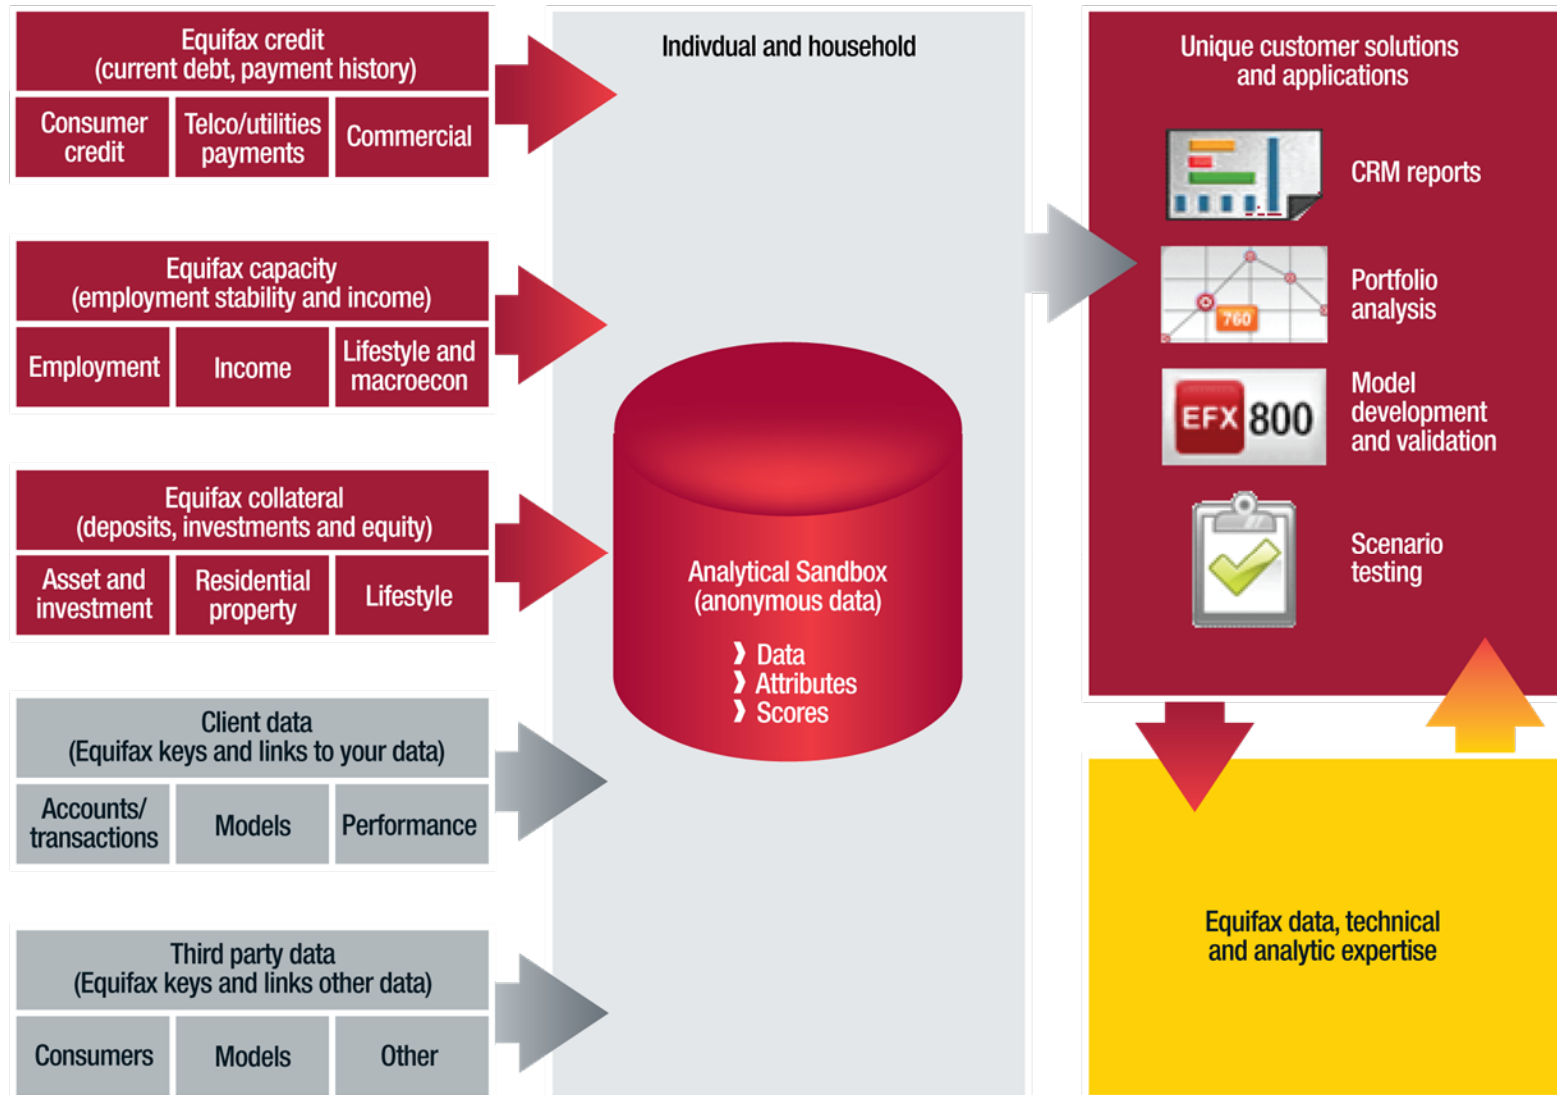 Equifax credit
(current debt, payment history)
Consumer
credit
Telco/utilities
payments
Commercial
Equifax capacity
(employment stability and income)
Employment
Income
Lifestyle and
macroecon
Equifax collateral
(deposits, investments and equity)
Asset and
investment
Residential
property
Lifestyle
Client data
(Equifax keys and links to your data)
Accounts/
transactions
Models
Performance
Third party data
(Equifax keys and links other data)
Consumers
Models
Other
Indivdual and household
Analytical Sandbox
(anonymous data)
❱ Data
❱ Attributes
❱ Scores
Unique customer solutions
and applications
CRM reports
760
Portfolio
analysis
EFX 800
Model
development
and validation
Scenario
testing
Equifax data, technical
and analytic expertise